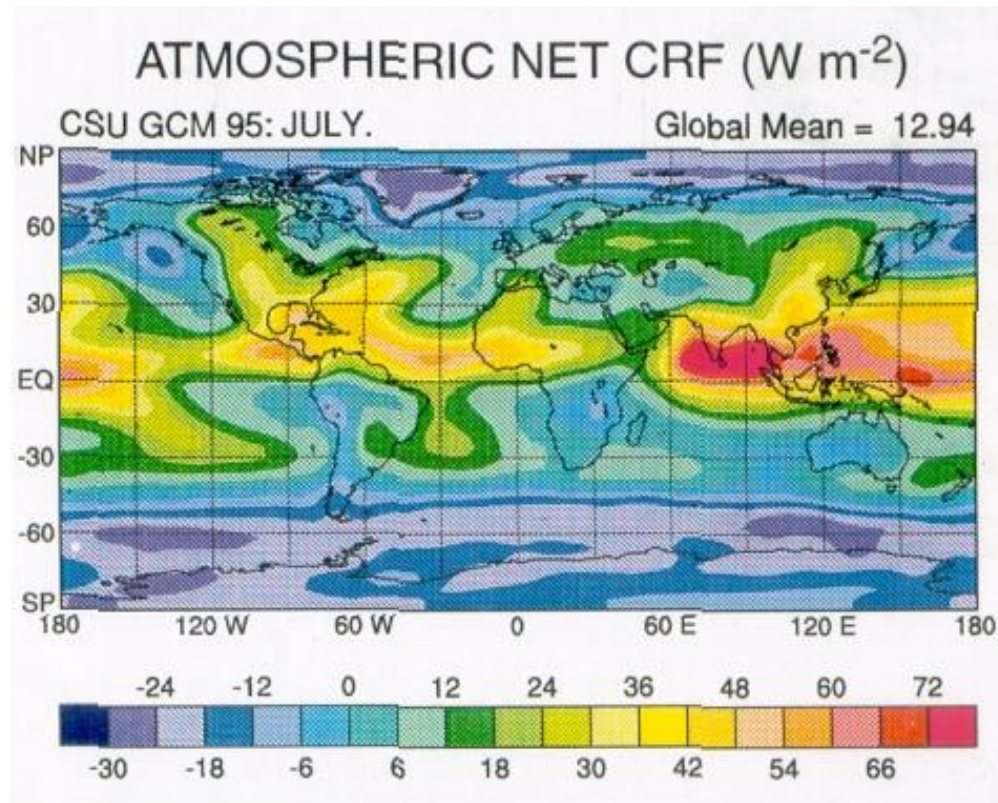 ATMOSPHERIC NET CRF (W m-2)
CSU GCM 95: JULY. Global Mean = 12.94
NP
60
30
EQ
-30
-60
SP
180 120 W 60 W 0 60 E 120 E 180
-24 -12 0 12 24 36 48 60 72
-30 -18 -6 6 18 30 42 54 66